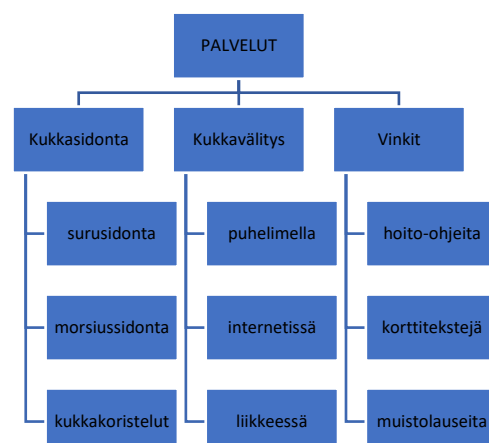 PALVELUT
Kukkasidonta
surusidonta
morsiussidonta
kukkakoristelut
Kukkavälitys
puhelimella
internetissä
liikkeessä
Vinkit
hoito-ohjeita
korttitekstejä
muistolauseita